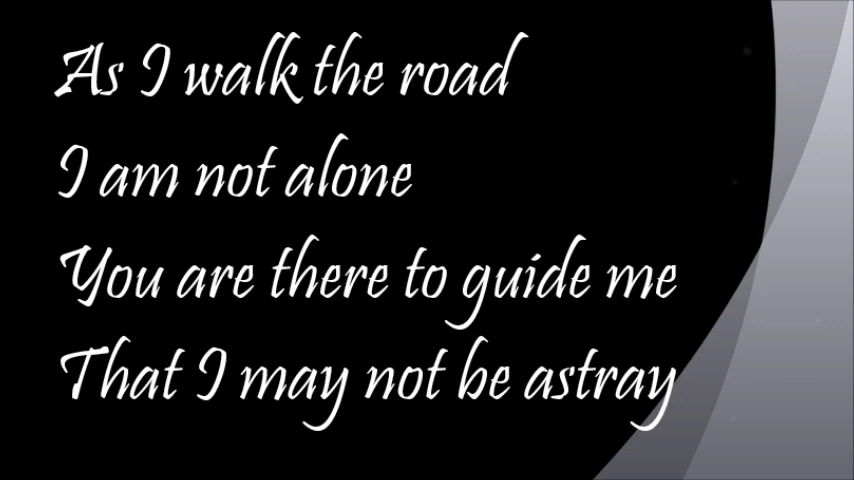 As I walk the road
I am not alone
You are there to guide me
That I may not be astray